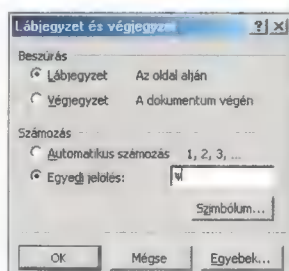 Lábjegyzet és végjegyzet
Beszúrás
Lábjegyzet Az oldal alján
Végjegyzet A dokumentum végén
Számozás
Automatikus számozás 1, 2, 3, ...
Egyedi jelölés: ψ
Szimbólum...
OK Mégse Egyebek...